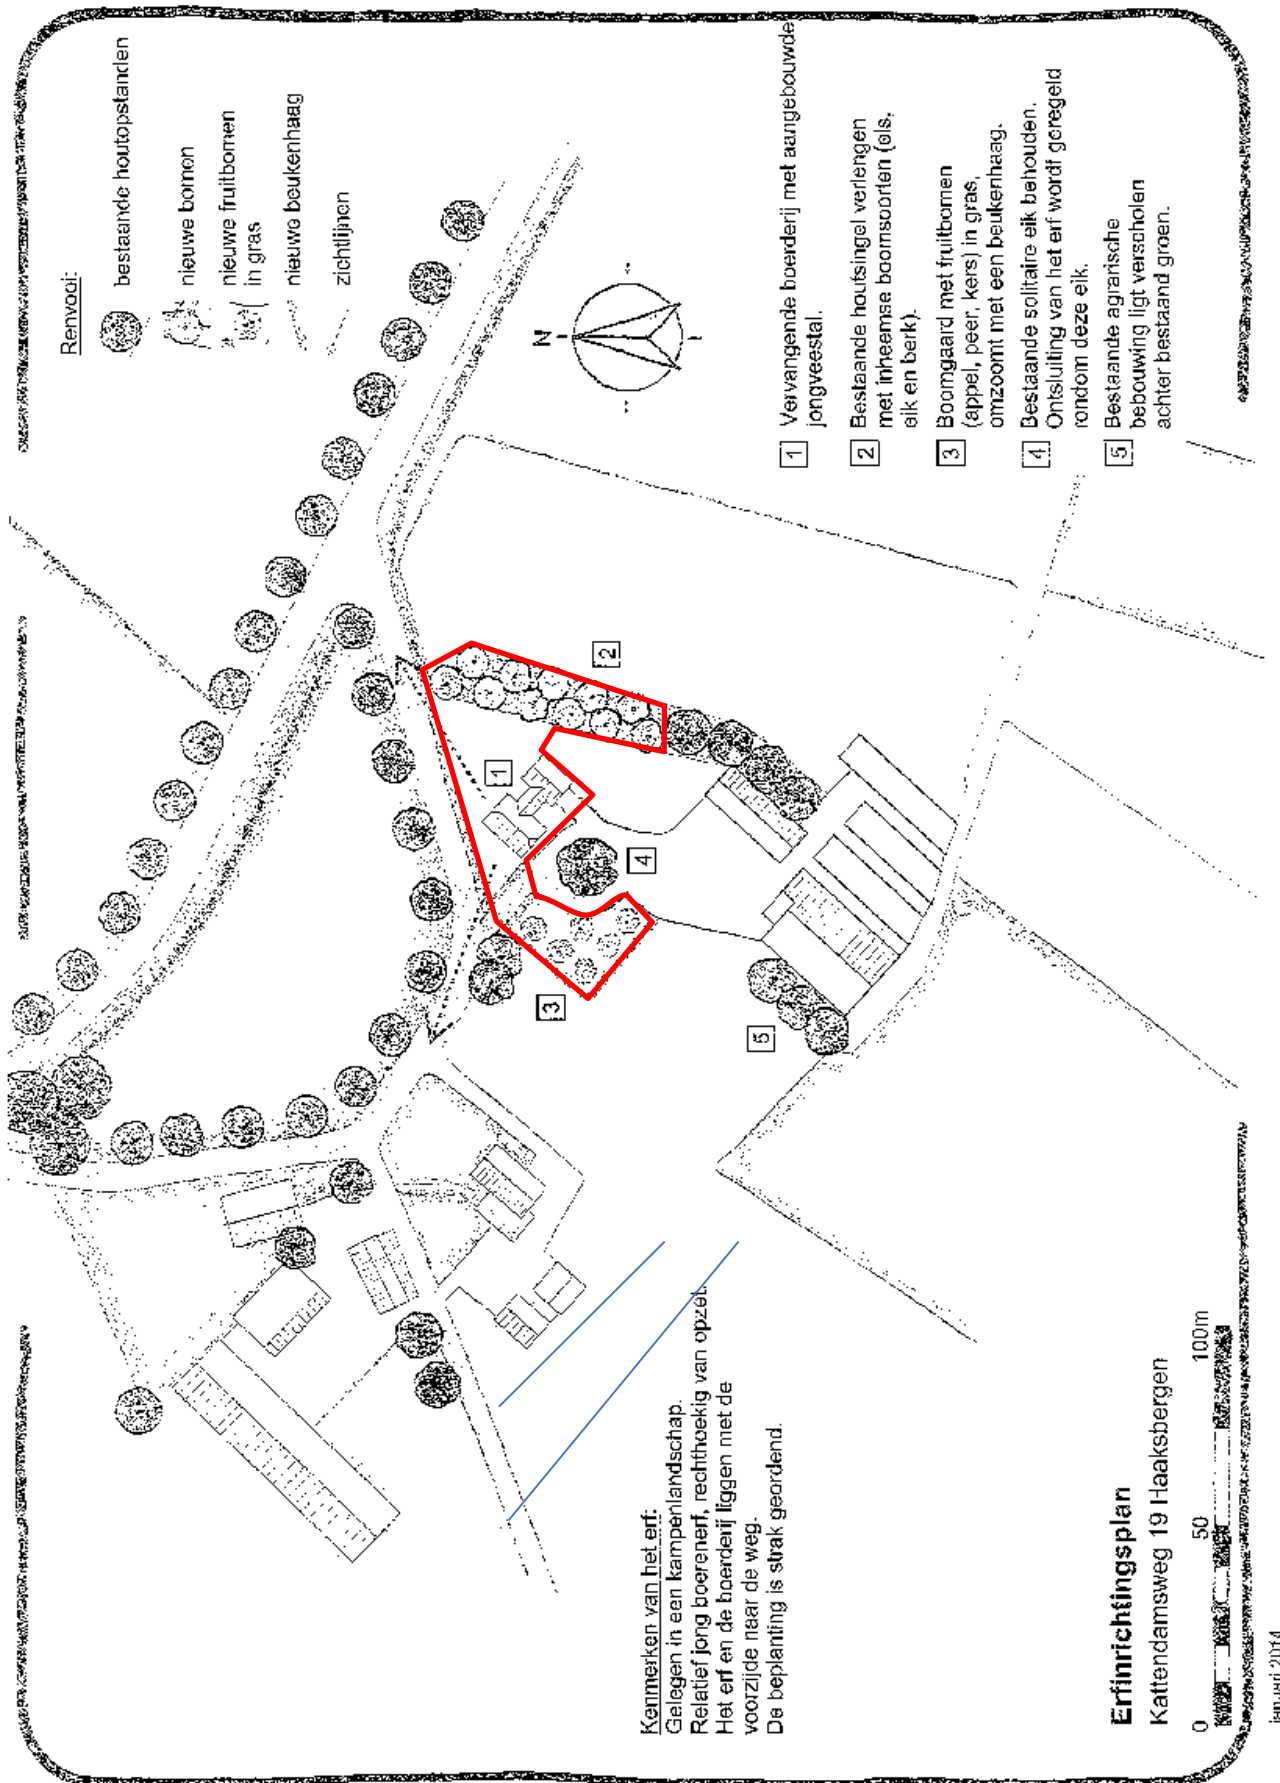 Renvooi:
bestaande houtopstanden
nieuwe bomen
nieuwe fruitbomen
in gras
nieuwe beukenhaag
zichtlijnen
N
1 Vervangende boerderij met aangebouwde
jongveestal.
2 Bestaande houtsingel verlengen
met inheemse boomsoorten (els,
eik en berk).
3 Boomgaard met fruitbomen
(appel, peer, kers) in gras,
omzoomt met een beukenhaag.
4 Bestaande solitaire eik behouden.
Ontsluiting van het erf wordt geregeld
rondom deze eik.
5 Bestaande agrarische
bebouwing ligt verscholen
achter bestaand groen.
1
2
3
4
5
Kenmerken van het erf:
Gelegen in een kampenlandschap.
Relatief jong boerenerf, rechthoekig van opzet.
Het erf en de boerderij liggen met de
voorzijde naar de weg.
De beplanting is strak geordend.
Erfinrichtingsplan
Kattendamsweg 19 Haaksbergen
0 50 100m
januari 2014